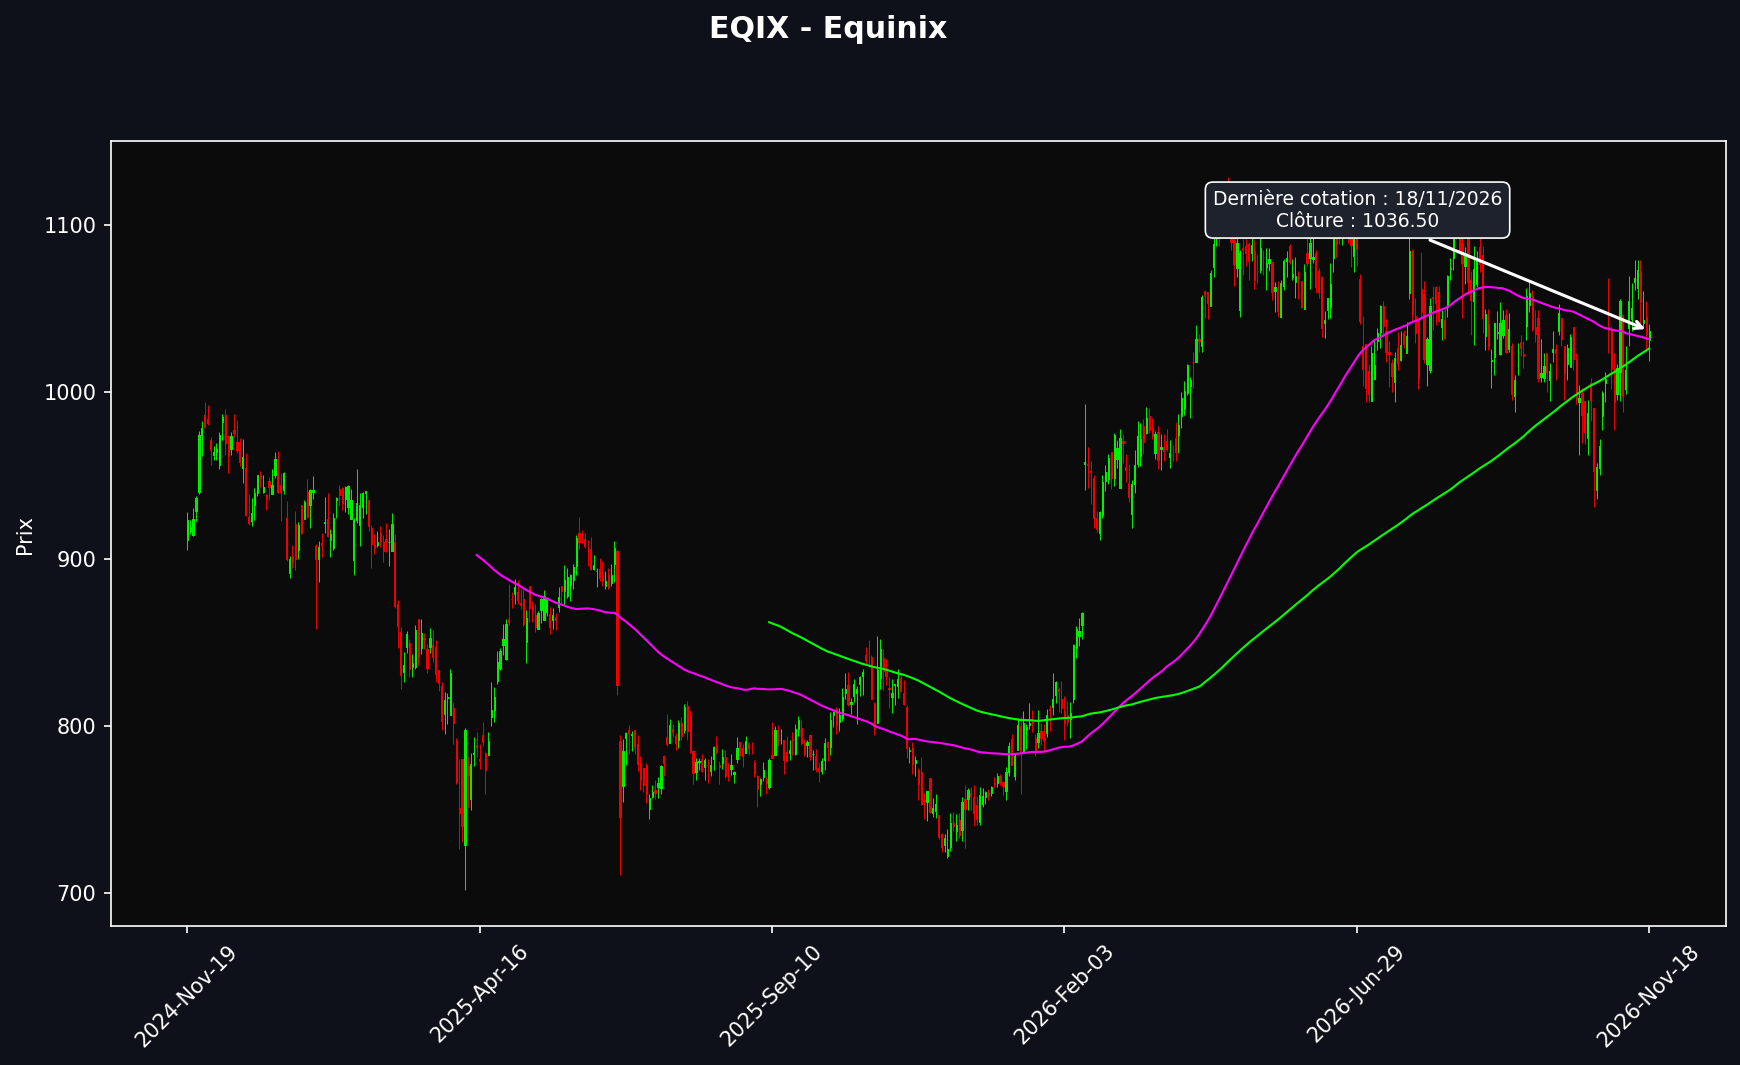 EQIX - Equinix
Dernière cotation : 18/11/2026
Clôture : 1036.50
Prix
1100
1000
900
800
700
2024-Nov-19
2025-Apr-16
2025-Sep-10
2026-Feb-03
2026-Jun-29
2026-Nov-18